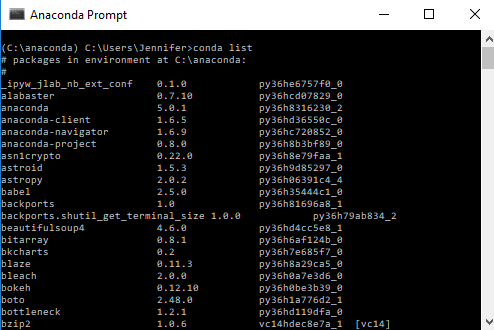 Anaconda Prompt
(C:\anaconda) C:\Users\Jennifer>conda list
# packages in environment at C:\anaconda:
#
_ipyw_jlab_nb_ext_conf    0.1.0            py36he6757f0_0
alabaster                 0.7.10           py36hcd07829_0
anaconda                  5.0.1            py36h8316230_2
anaconda-client           1.6.5            py36hd36550c_0
anaconda-navigator        1.6.9            py36hc720852_0
anaconda-project          0.8.0            py36h8b3bf89_0
asn1crypto                0.22.0           py36h8e79faa_1
astroid                   1.5.3            py36h9d85297_0
astropy                   2.0.2            py36h06391c4_4
babel                     2.5.0            py36h35444c1_0
backports                 1.0              py36h81696a8_1
backports.shutil_get_terminal_size 1.0.0            py36h79ab834_2
beautifulsoup4            4.6.0            py36hd4cc5e8_1
bitarray                  0.8.1            py36h6af124b_0
bkcharts                  0.2              py36h7e685f7_0
blaze                     0.11.3           py36h8a29ca5_0
bleach                    2.0.0            py36h0a7e3d6_0
bokeh                     0.12.10          py36h0be3b39_0
boto                      2.48.0           py36h1a776d2_1
bottleneck                1.2.1            py36hd119dfa_0
bzip2                     1.0.6            vc14hdec8e7a_1  [vc14]